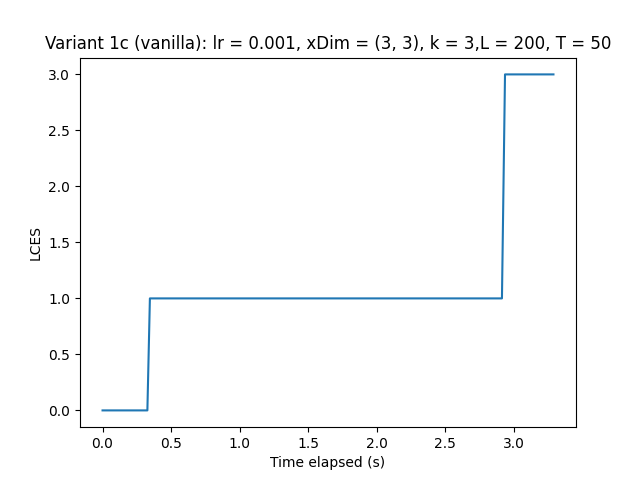 Variant 1c (vanilla): lr = 0.001, xDim = (3, 3), k = 3,L = 200, T = 50
3.0
2.5
2.0
1.5
1.0
0.5
0.0
LCES
0.0 0.5 1.0 1.5 2.0 2.5 3.0
Time elapsed (s)